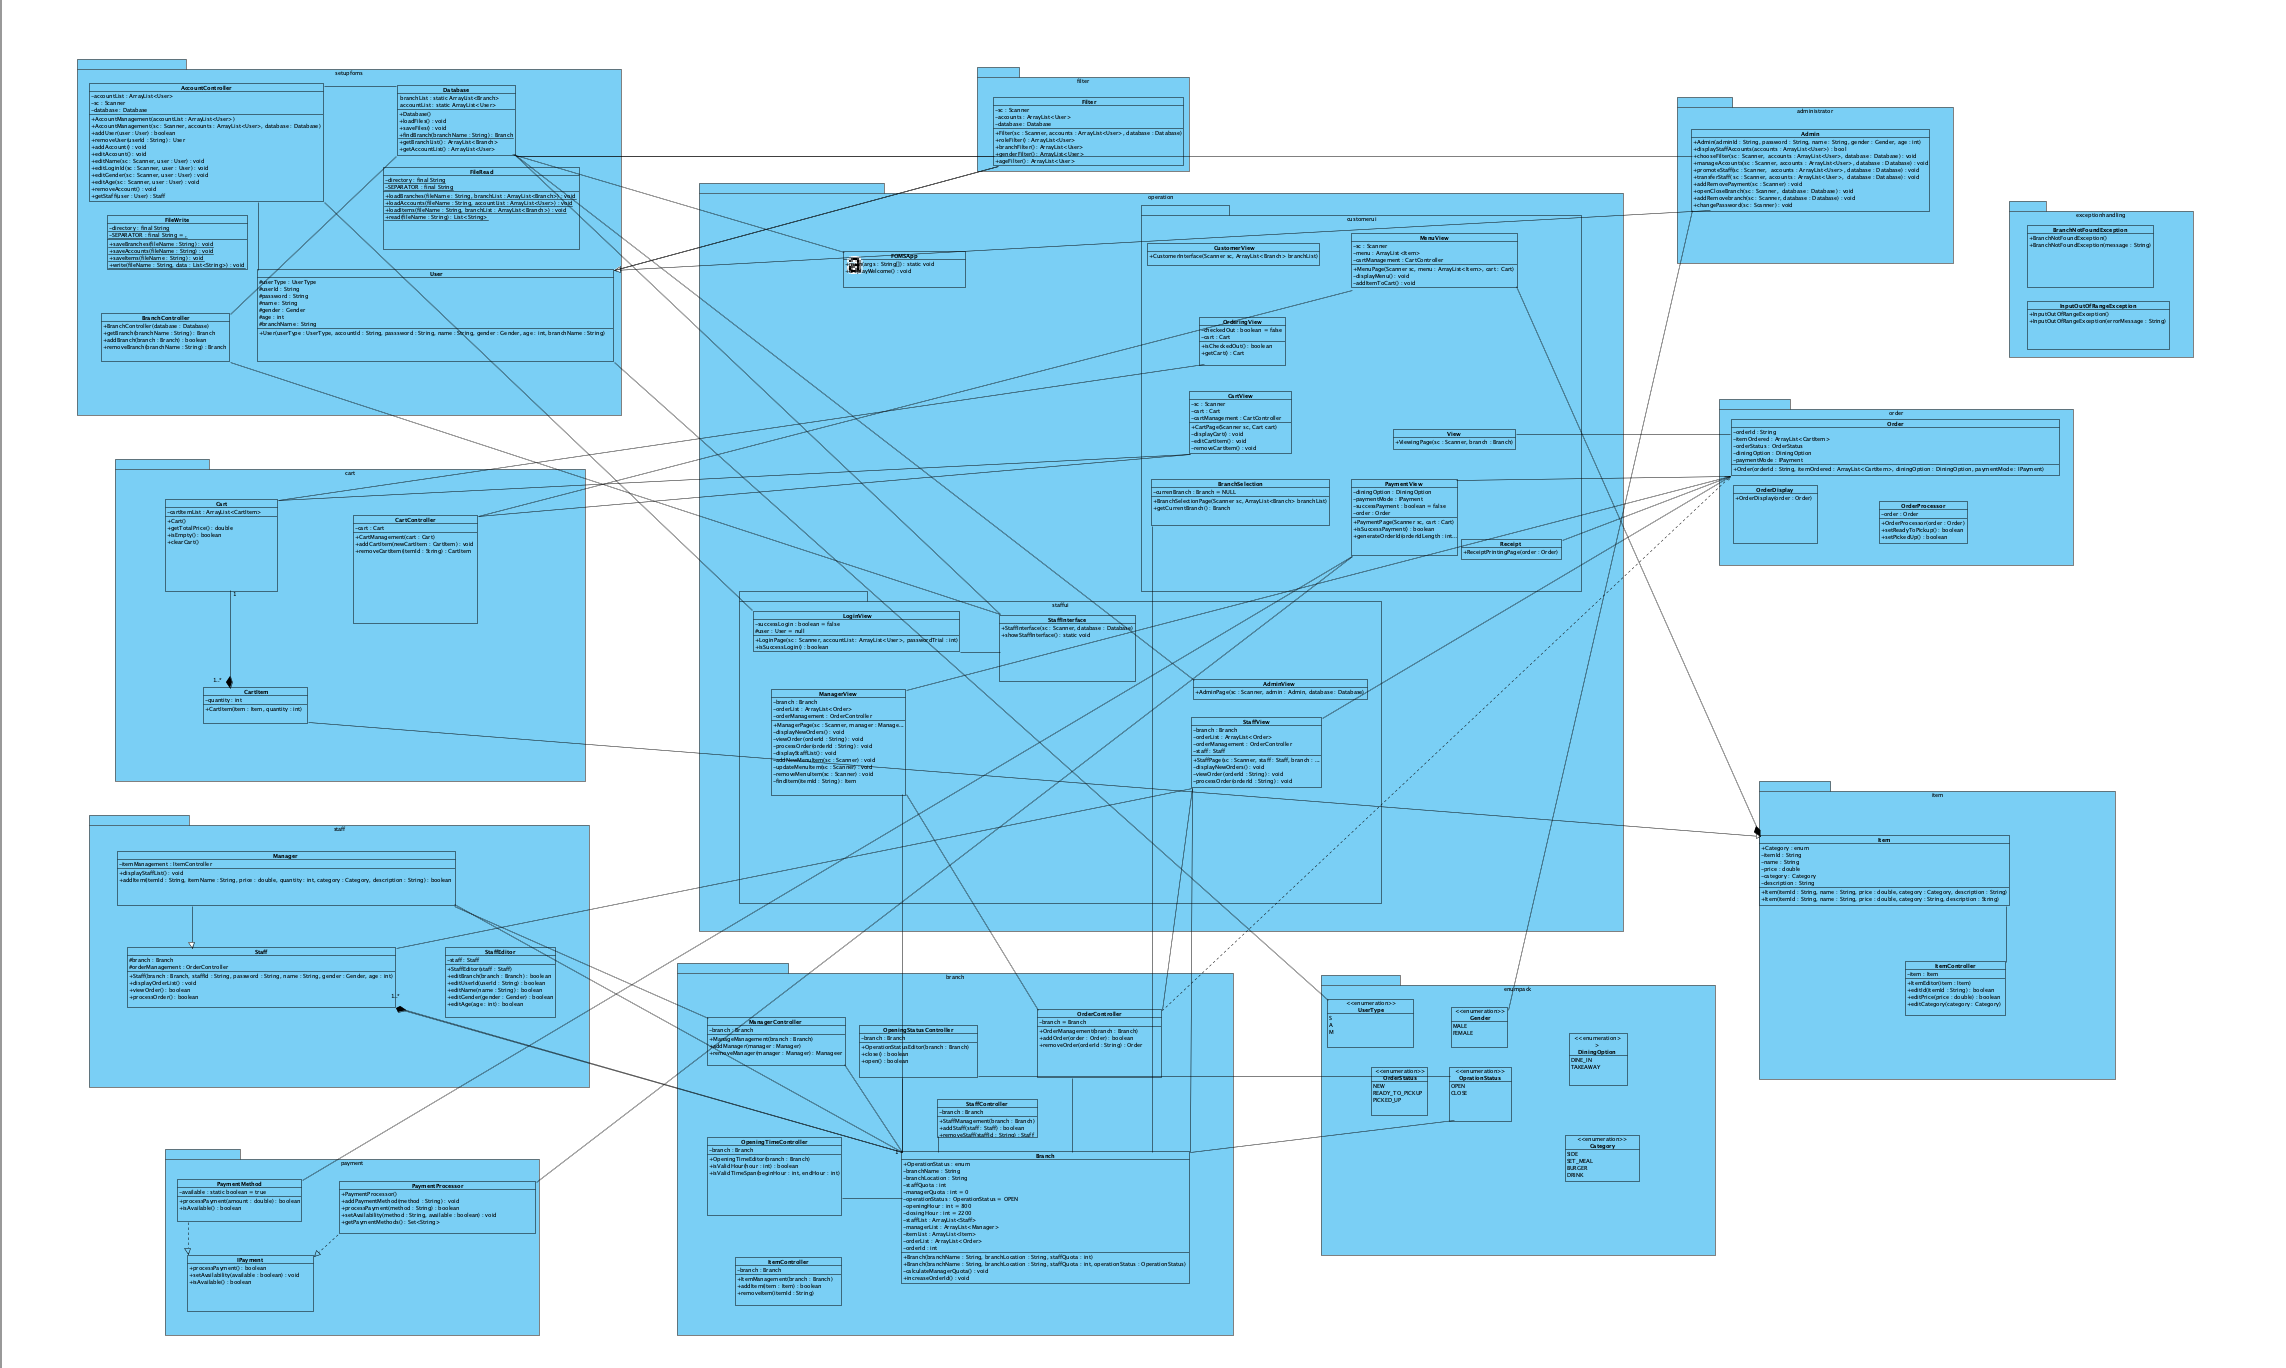 setupfoms
AccountController
-accountList : ArrayList<User>
-sc : Scanner
-database : Database
+AccountManagement(accountList : ArrayList<User>)
+AccountManagement(sc : Scanner, accounts : ArrayList<User>, database : Database)
+addUser(user : User) : boolean
+removeUser(userId : String) : User
+addAccount() : void
+editAccount() : void
+editName(sc : Scanner, user : User) : void
+editLoginId(sc : Scanner, user : User) : void
+editGender(sc : Scanner, user : User) : void
+editAge(sc : Scanner, user : User) : void
+removeAccount() : void
+getStaff(user : User) : Staff
Database
branchList : static ArrayList<Branch>
accountList : static ArrayList<User>
+Database()
+loadFiles() : void
+saveFiles() : void
+findBranch(branchName : String) : Branch
+getBranchList() : ArrayList<Branch>
+getAccountList() : ArrayList<User>
FileRead
-directory : final String
-SEPARATOR : final String
+loadBranches(fileName : String, branchList : ArrayList<Branch>) : void
+loadAccounts(fileName : String, accountList : ArrayList<User>) : void
+loadItems(fileName : String, branchList : ArrayList<Branch>) : void
+read(fileName : String) : List<String>
FileWrite
-directory : final String
-SEPARATOR : final String = ,
+saveBranches(fileName : String) : void
+saveAccounts(fileName : String) : void
+saveItems(fileName : String) : void
+write(fileName : String, data : List<String>) : void
User
#userType : UserType
#userId : String
#password : String
#name : String
#gender : Gender
#age : int
#branchName : String
+User(userType : UserType, accountId : String, passsword : String, name : String, gender : Gender, age : int, branchName : String)
BranchController
+BranchController(database : Database)
+getBranch(branchName : String) : Branch
+addBranch(branch : Branch) : boolean
+removeBranch(branchName : String) : Branch
filter
Filter
-sc : Scanner
-accounts : ArrayList<User>
-database : Database
+Filter(sc : Scanner, accounts : ArrayList<User>, database : Database)
+roleFilter() : ArrayList<User>
+branchFilter() : ArrayList<User>
+genderFilter() : ArrayList<User>
+ageFilter() : ArrayList<User>
administrator
Admin
+Admin(adminId : String, password : String, name : String, gender : Gender, age : int)
+displayStaffAccounts(accounts : ArrayList<User>) : bool
+chooseFilter(sc : Scanner, accounts : ArrayList<User>, database : Database) : void
+manageAccounts(sc : Scanner, accounts : ArrayList<User>, database : Database) : void
+promoteStaff(sc : Scanner, accounts : ArrayList<User>, database : Database) : void
+transferStaff(sc : Scanner, accounts : ArrayList<User>, database : Database) : void
+addRemovePayment(sc : Scanner) : void
+openCloseBranch(sc : Scanner, database : Database) : void
+addRemovebranch(sc : Scanner, database : Database) : void
+changePassword(sc : Scanner) : void
exceptionhandling
BranchNotFoundException
+BranchNotFoundException()
+BranchNotFoundException(message : String)
InputOutOfRangeException
+InputOutOfRangeException()
+InputOutOfRangeException(errorMessage : String)
operation
FOMSApp
customerui
CustomerView
+CustomerInterface(Scanner sc, ArrayList<Branch> branchList)
MenuView
-sc : Scanner
-menu : ArrayList<Item>
-cartManagement : CartController
+MenuPage(Scanner sc, menu : ArrayList<Item>, cart : Cart)
-displayMenu() : void
-addItemToCart() : void
OrderingView
-checkedOut : boolean = false
-cart : Cart
+isCheckedOut() : boolean
+getCart() : Cart
CartView
-sc : Scanner
-cart : Cart
-cartManagement : CartController
+CartPage(Scanner sc, Cart cart)
-displayCart() : void
-editCartItem() : void
-removeCartItem() : void
View
+ViewingPage(sc : Scanner, branch : Branch)
BranchSelection
-currenBranch : Branch = NULL
+BranchSelectionPage(Scanner sc, ArrayList<Branch> branchList)
+getCurrentBranch() : Branch
PaymentView
-diningOption : DiningOption
-paymentMode : IPayment
-successPayment : boolean = false
-order : Order
+PaymentPage(Scanner sc, cart : Cart)
+isSuccessPayment() : boolean
+generateOrderId(orderIdLength : int...
Receipt
+ReceiptPrintingPage(order : Order)
order
Order
-orderId : String
-itemOrdered : ArrayList<CartItem>
-orderStatus : OrderStatus
-diningOption : DiningOption
-paymentMode : IPayment
+Order(orderId : String, itemOrdered : ArrayList<CartItem>, diningOption : DiningOption, paymentMode : IPayment)
OrderDisplay
+OrderDisplay(order : Order)
OrderProcessor
-order : Order
+OrderProcessor(order : Order)
+setReadyToPickup() : boolean
+setPickedUp() : boolean
cart
Cart
-cartItemList : ArrayList<CartItem>
+Cart()
+getTotalPrice() : double
+isEmpty() : boolean
+clearCart()
1
CartController
-cart : Cart
+CartManagement(cart : Cart)
+addCartItem(newCartItem : CartItem) : void
+removeCartItem(itemId : String) : CartItem
1..*
CartItem
-quantity : int
+CartItem(item : Item, quantity : int)
staffui
LoginView
-successLogin : boolean = false
#user : User = null
+LoginPage(sc : Scanner, accountList : ArrayList<User>, passwordTrial : int)
+isSuccessLogin() : boolean
StaffInterface
+StaffInterface(sc : Scanner, database : Database)
+showStaffInterface() : static void
ManagerView
-branch : Branch
-orderList : ArrayList<Order>
-orderManagement : OrderController
+ManagerPage(sc : Scanner, manager : Manage...
-displayNewOrders() : void
-viewOrder(orderId : String) : void
-processOrder(orderId : String) : void
-displayStaffList() : void
-addNewMenuItem(sc : Scanner) : void
-updateMenuItem(sc : Scanner) : void
-removeMenuItem(sc : Scanner) : void
-findItem(itemId : String) : Item
AdminView
+AdminPage(sc : Scanner, admin : Admin, database : Database)
StaffView
-branch : Branch
-orderList : ArrayList<Order>
-orderManagement : OrderController
-staff : Staff
+StaffPage(sc : Scanner, staff : Staff, branch : ...
-displayNewOrders() : void
-viewOrder(orderId : String) : void
-processOrder(orderId : String) : void
item
Item
+Category : enum
-itemId : String
-name : String
-price : double
-category : Category
-description : String
+Item(itemId : String, name : String, price : double, category : Category, description : String)
+Item(itemId : String, name : String, price : double, category : String, description : String)
ItemController
-item : Item
+ItemEditor(item : Item)
+editId(itemId : String) : boolean
+editPrice(price : double) : boolean
+editCategory(category : Category)
staff
Manager
-itemManagement : ItemController
+displayStaffList() : void
+addItem(itemId : String, itemName : String, price : double, quantity : int, category : Category, description : String) : boolean
Staff
#branch : Branch
#orderManagement : OrderController
+Staff(branch : Branch, staffId : String, password : String, name : String, gender : Gender, age : int)
+displayOrderList() : void
+viewOrder() : boolean
+processOrder() : boolean
1..*
StaffEditor
-staff : Staff
+StaffEditor(staff : Staff)
+editBranch(branch : Branch) : boolean
+editUserId(userId : String) : boolean
+editName(name : String) : boolean
+editGender(gender : Gender) : boolean
+editAge(age : int) : boolean
branch
ManagerController
-branch : Branch
+ManageManagement(branch : Branch)
+addManager(manager : Manager)
+removeManager(manager : Manager) : Manageer
OpeningStatusController
-branch : Branch
+OperationStatusEditor(branch : Branch)
+close() : boolean
+open() : boolean
OrderController
-branch = Branch
+OrderManagement(branch : Branch)
+addOrder(order : Order) : boolean
+removeOrder(orderId : String) : Order
StaffController
-branch : Branch
+StaffManagement(branch : Branch)
+addStaff(staff : Staff) : boolean
+removeStaff(staffId : String) : Staff
OpeningTimeController
-branch : Branch
+OpeningTimeEditor(branch : Branch)
+isValidHour(hour : int) : boolean
+isValidTimeSpan(beginHour : int, endHour : int)
Branch
+OperationStatus : enum
-branchName : String
-branchLocation : String
-staffQuota : int
-managerQuota : int = 0
-operationStatus : OperationStatus = OPEN
-openingHour : int = 800
-closingHour : int = 2200
-staffList : ArrayList<Staff>
-managerList : ArrayList<Manager>
-itemList : ArrayList<Item>
-orderList : ArrayList<Order>
-orderId : int
+Branch(branchName : String, branchLocation : String, staffQuota : int)
+Branch(branchName : String, branchLocation : String, staffQuota : int, operationStatus : OperationStatus)
-calculateManagerQuota() : void
+increaseOrderId() : void
ItemController
-branch : Branch
+ItemManagement(branch : Branch)
+addItem(item : Item) : boolean
+removeItem(itemId : String)
enumpack
<<enumeration>>
UserType
S
A
M
<<enumeration>>
Gender
MALE
FEMALE
<<enumeration>
>
DiningOption
DINE_IN
TAKEAWAY
<<enumeration>>
OrderStatus
NEW
READY_TO_PICKUP
PICKED_UP
<<enumeration>>
OprationStatus
OPEN
CLOSE
<<enumeration>>
Category
SIDE
SET_MEAL
BURGER
DRINK
payment
PaymentMethod
-available : static boolean = true
+processPayment(amount : double) : boolean
+isAvailable() : boolean
PaymentProcessor
+PaymentProcessor()
+addPaymentMethod(method : String) : void
+processPayment(method : String) : boolean
+setAvailability(method : String, available : boolean) : void
+getPaymentMethods() : Set<String>
IPayment
+processPayment() : boolean
+setAvailability(available : boolean) : void
+isAvailable() : boolean